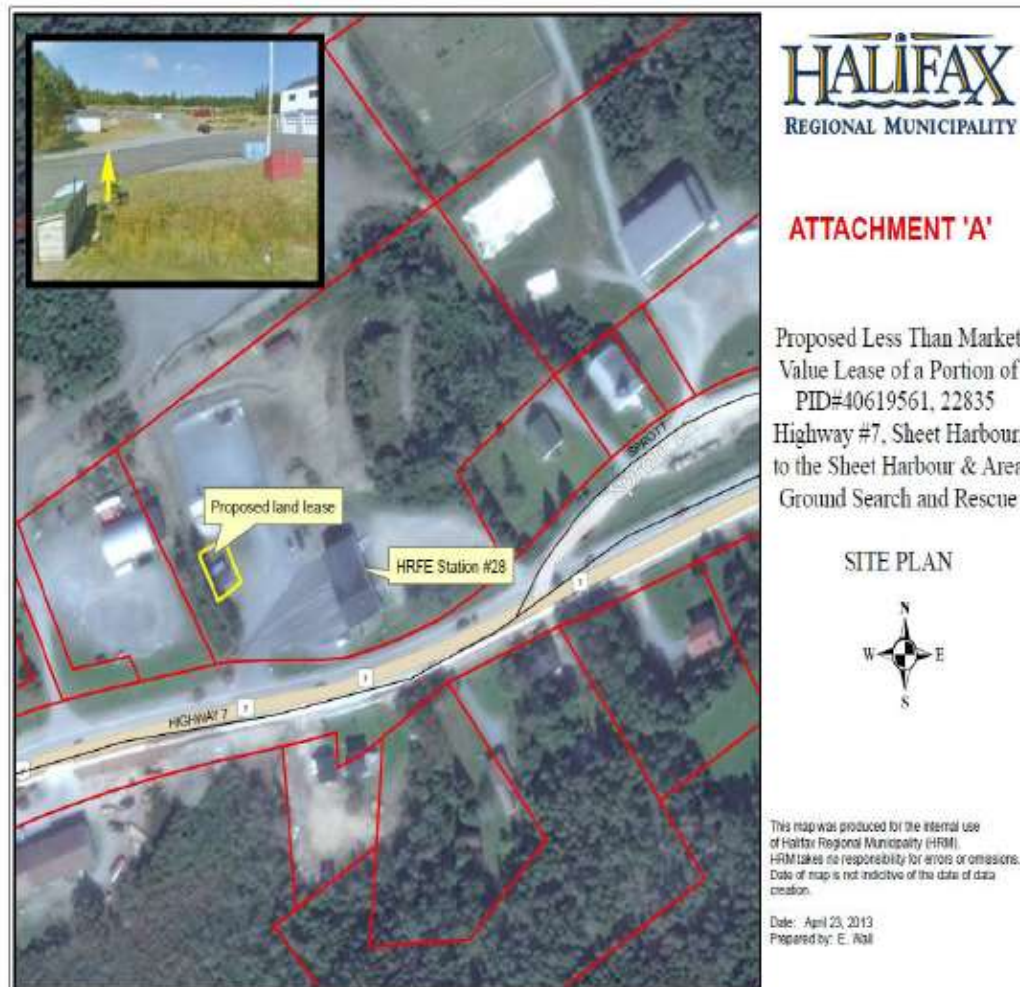 HALIFAX
REGIONAL MUNICIPALITY
ATTACHMENT 'A'
Proposed Less Than Market
Value Lease of a Portion of
PID#40619561, 22835
Highway #7, Sheet Harbour,
to the Sheet Harbour & Area
Ground Search and Rescue
SITE PLAN
N
W E
S
Proposed land lease
HRFE Station #28
SPROTT
HIGHWAY 7
7
7
7
This map was produced for the internal use
of Halifax Regional Municipality (HRM).
HRM takes no responsibility for errors or omissions.
Date of map is not indicitive of the date of data
creation.
Date: April 23, 2013
Prepared by: E. Wall